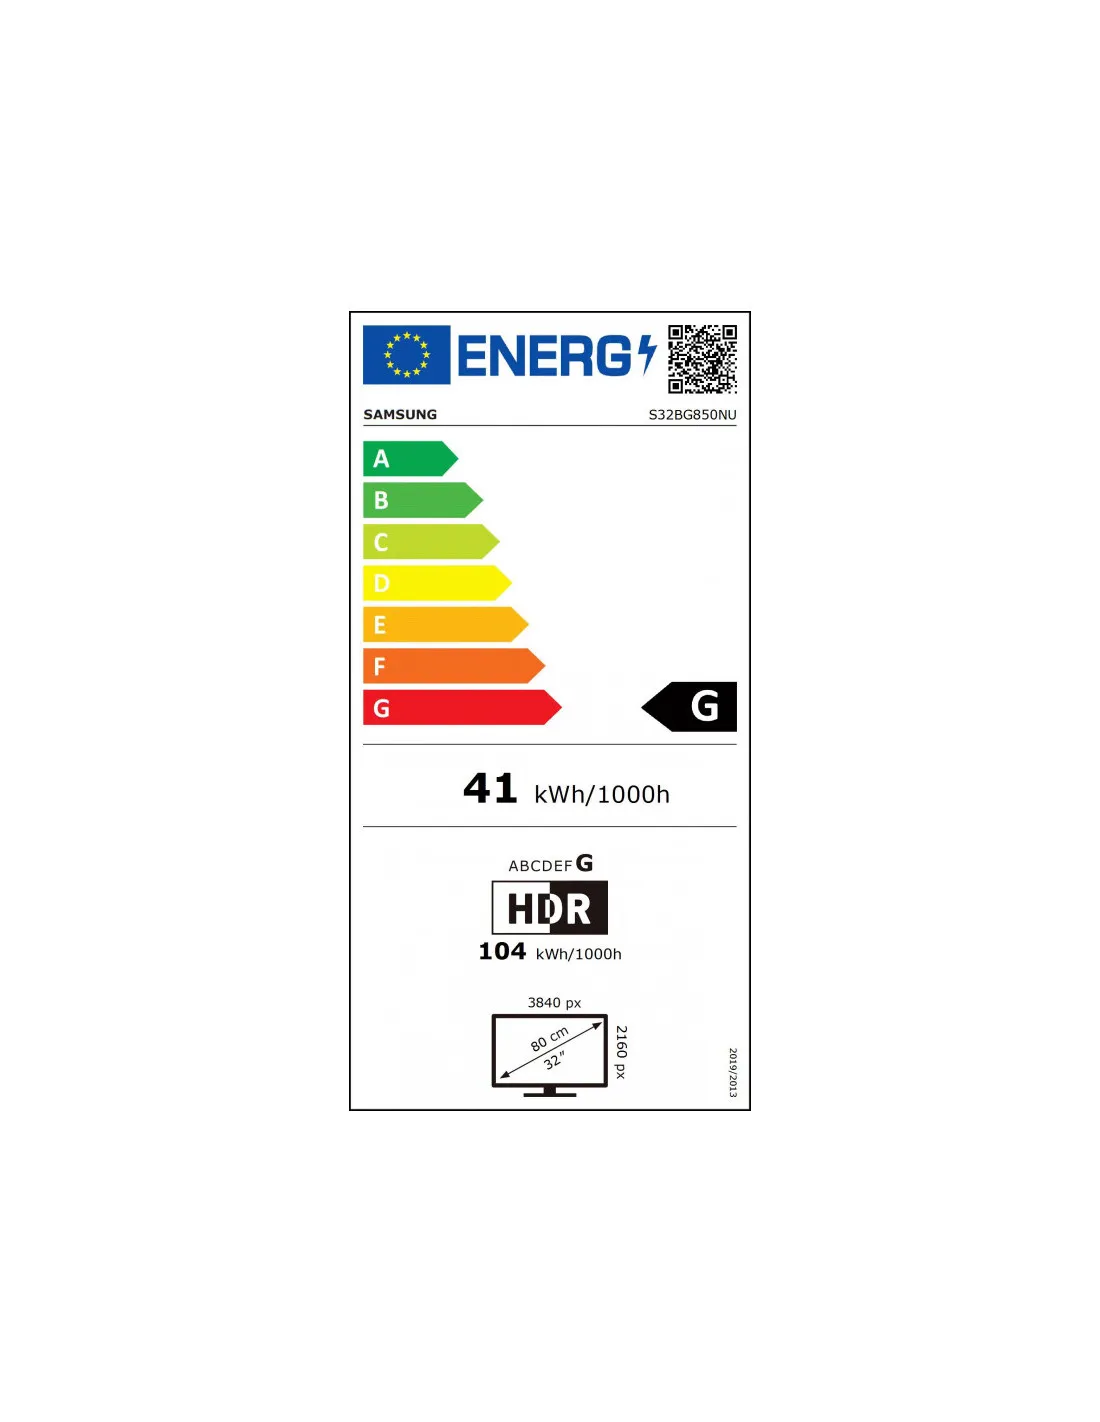 ENERG
SAMSUNG S32BG850NU
A
B
C
D
E
F
G
G
41 kWh/1000h
ABCDEFG
HDR
104 kWh/1000h
3840 px
80 cm
32"
2160 px
2019/2013